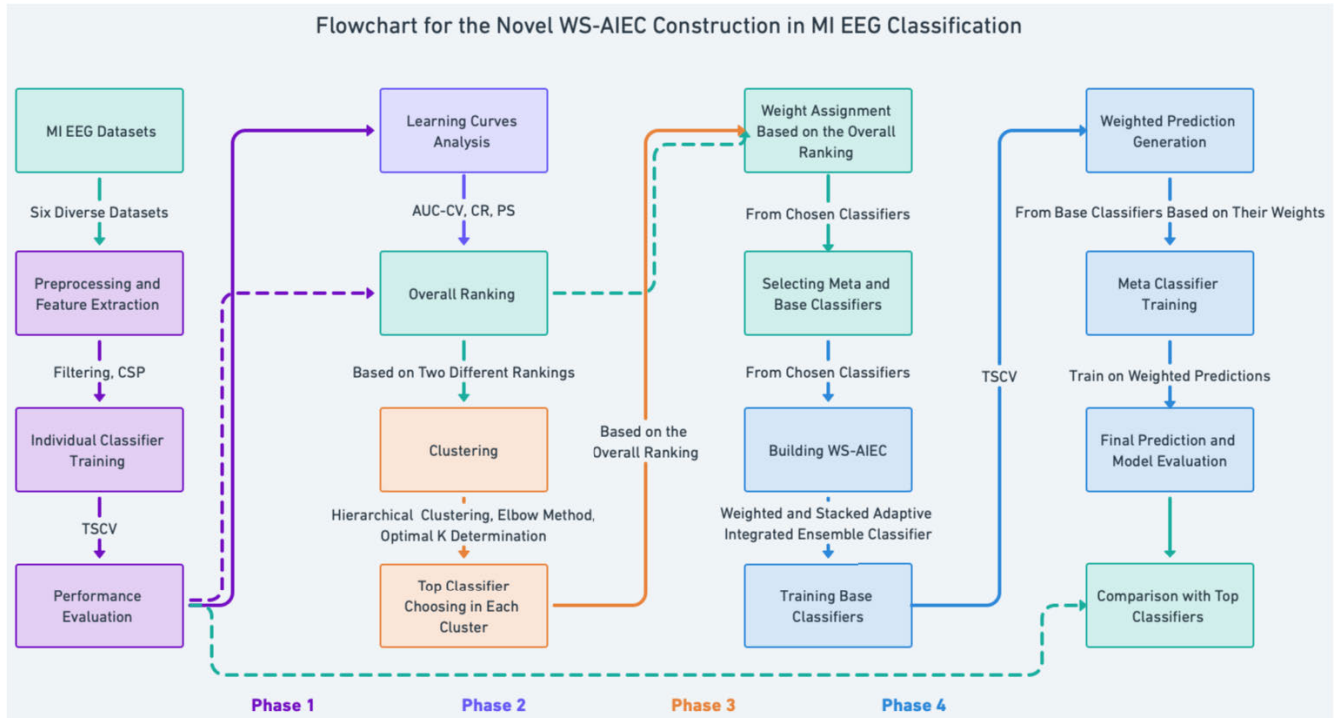 Flowchart for the Novel WS-AIEC Construction in MI EEG Classification
MI EEG Datasets
Six Diverse Datasets
Preprocessing and
Feature Extraction
Filtering, CSP
Individual Classifier
Training
TSCV
Performance
Evaluation
Learning Curves
Analysis
AUC-CV, CR, PS
Overall Ranking
Based on Two Different Rankings
Clustering
Hierarchical Clustering, Elbow Method,
Optimal K Determination
Top Classifier
Choosing in Each
Cluster
Based on the
Overall Ranking
Weight Assignment
Based on the Overall
Ranking
From Chosen Classifiers
Selecting Meta and
Base Classifiers
From Chosen Classifiers
Building WS-AIEC
Weighted and Stacked Adaptive
Integrated Ensemble Classifier
Training Base
Classifiers
TSCV
Weighted Prediction
Generation
From Base Classifiers Based on Their Weights
Meta Classifier
Training
Train on Weighted Predictions
Final Prediction and
Model Evaluation
Comparison with Top
Classifiers
Phase 1
Phase 2
Phase 3
Phase 4